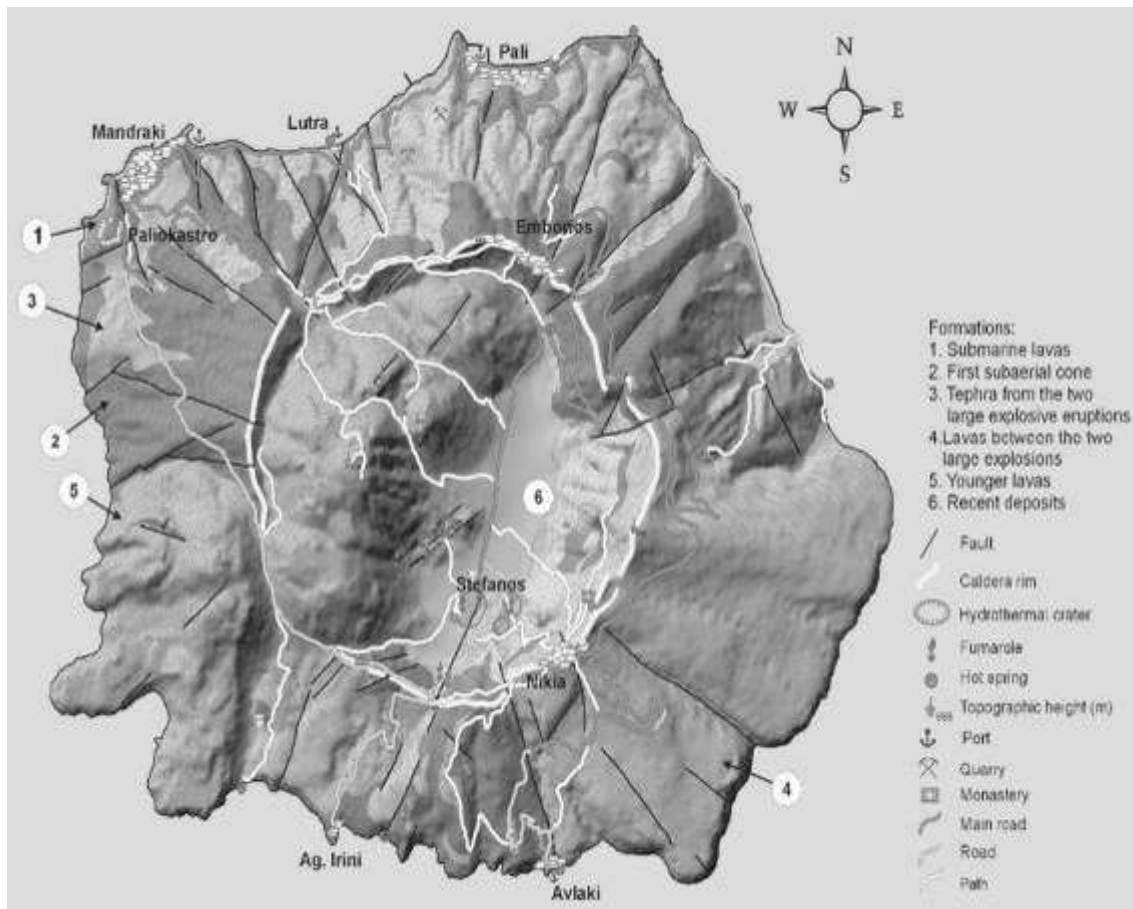 Pali
N
Mandraki
Lutra
W
E
S
1
Paliokastro
Emborios
3
Formations:
1. Submarine lavas
2. First subaerial cone
3. Tephra from the two
large explosive eruptions
4.Lavas between the two
large explosions
5. Younger lavas
6. Recent deposits
2
5
6
Fault
Caldera rim
Stefanos
Hydrothermal crater
Fumarole
Nikia
Hot spring
Topographic height (m)
Port
Quarry
4
Monastery
Main road
Road
Ag. Irini
Path
Avlaki